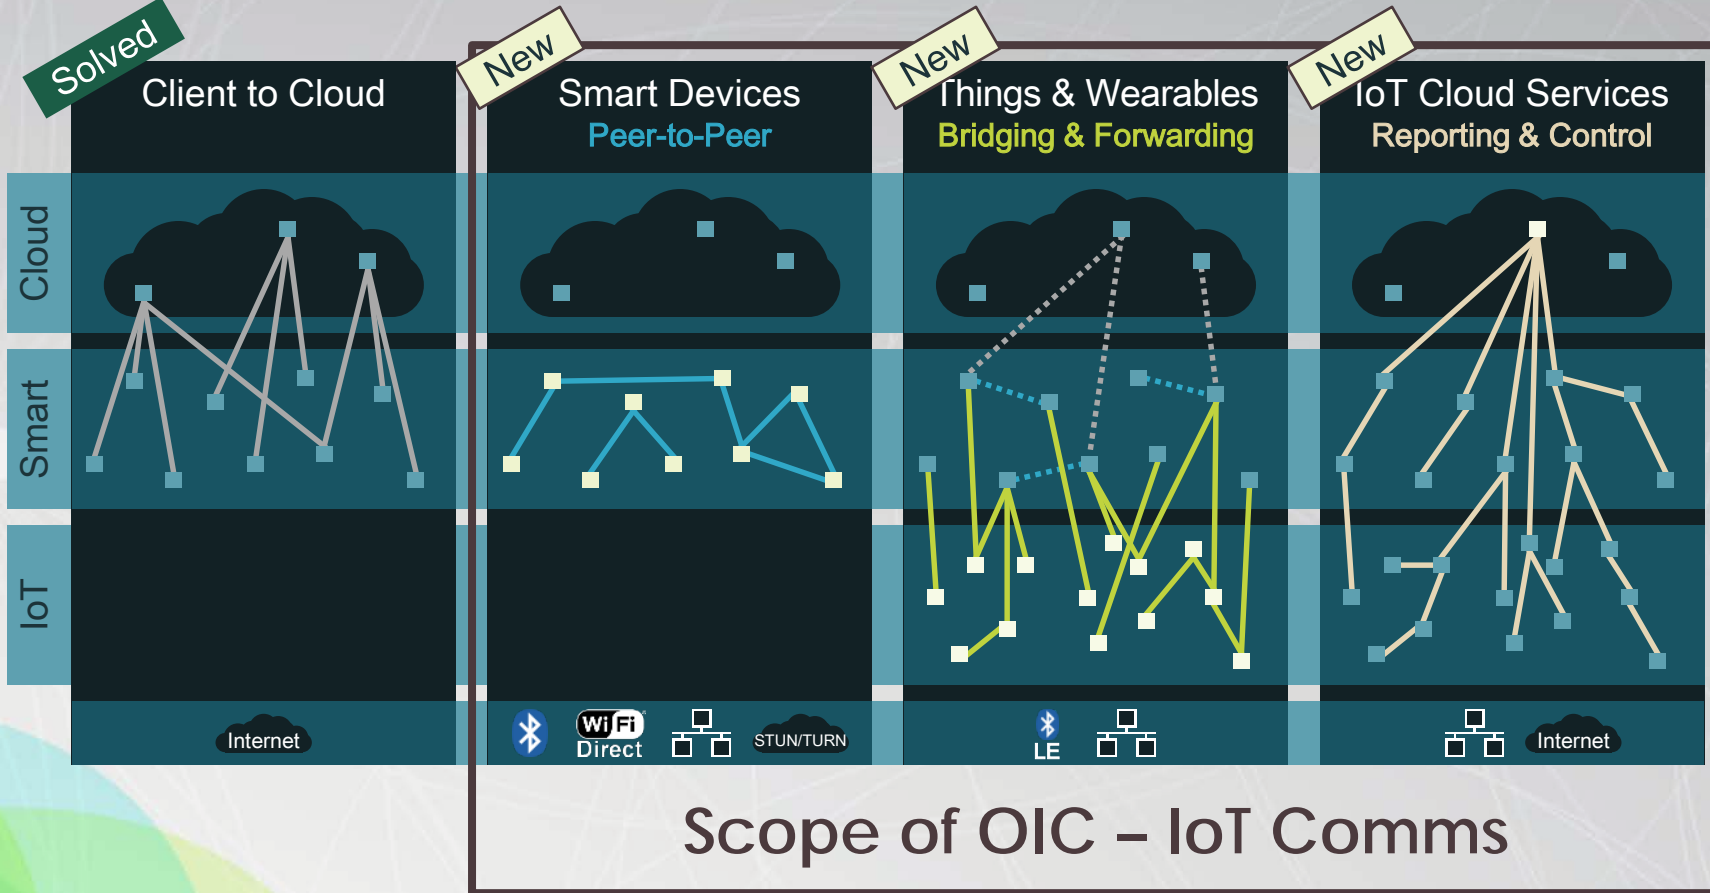 Solved
New
New
New
Client to Cloud
Smart Devices
Peer-to-Peer
Things & Wearables
Bridging & Forwarding
IoT Cloud Services
Reporting & Control
Cloud
Smart
IoT
Internet
WiFi
Direct
STUN/TURN
LE
Internet
Scope of OIC – IoT Comms